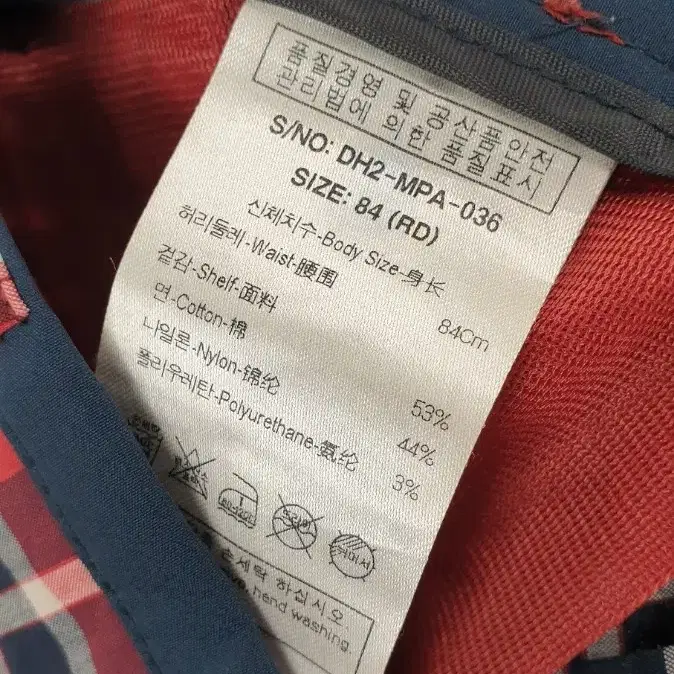 품질경영 및 공산품안전
관리법에 의한 품질표시
S/NO: DH2-MPA-036
SIZE: 84 (RD)
신체치수-Body Size-身长
허리둘레-Waist-腰围 84Cm
겉감-Shelf-面料
면-Cotton-棉 53%
나일론-Nylon-锦纶 44%
폴리우레탄-Polyurethane-氨纶 3%
손세탁 하십시오
hand washing.